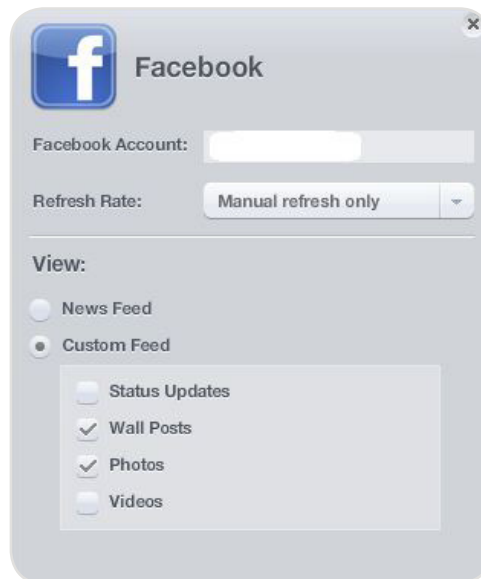 Facebook
Facebook Account:
Refresh Rate: Manual refresh only
View:
News Feed
Custom Feed
Status Updates
Wall Posts
Photos
Videos